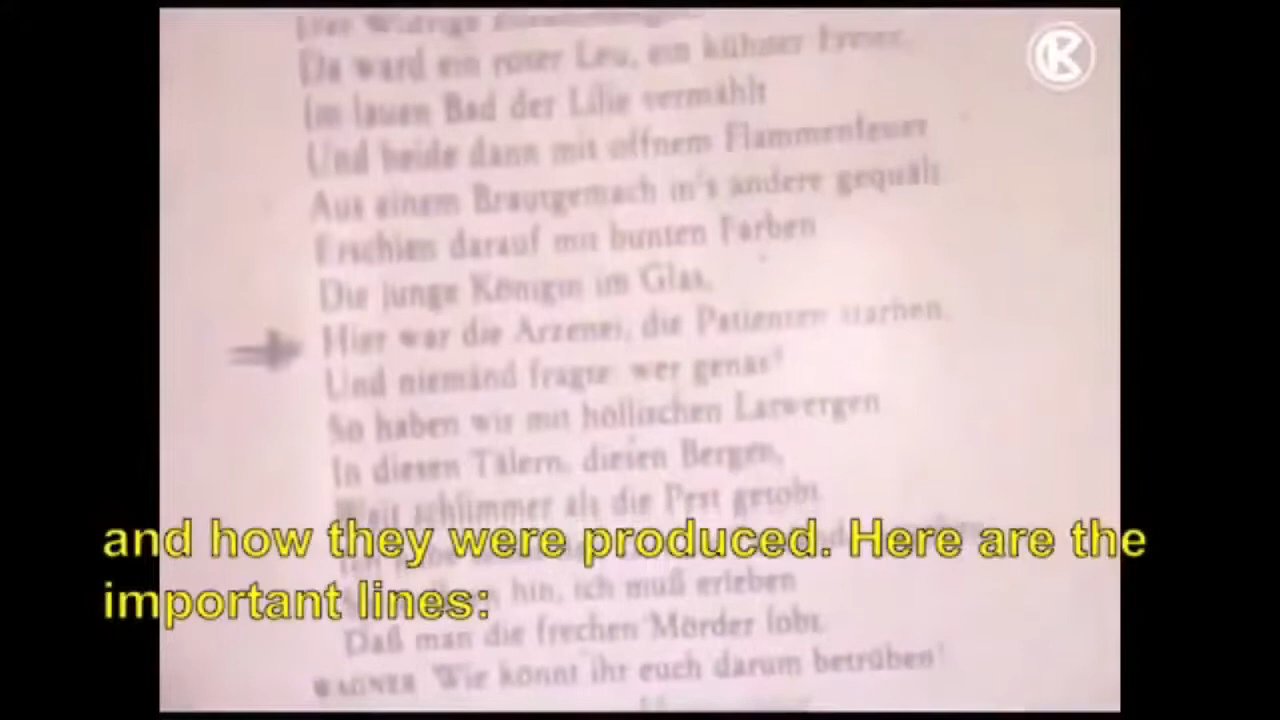 Da ward ein roter Leu, ein kühner Freier,
Im lauen Bad der Lilie vermählt
Und beide dann mit offnem Flammenfeuer
Aus einem Brautgemach in's andere gequält
Erschien darauf mit bunten Farben
Die junge Königin im Glas,
Hier war die Arzenei, die Patienten starben,
Und niemand fragte: wer genas?
So haben wir mit höllischen Latwergen
In diesen Tälern, diesen Bergen,
Weit schlimmer als die Pest getobt
and how they were produced. Here are the
important lines:
hin, ich muß erleben
Daß man die frechen Mörder lobt.
WAGNER Wie könnt ihr euch darum betrüben!